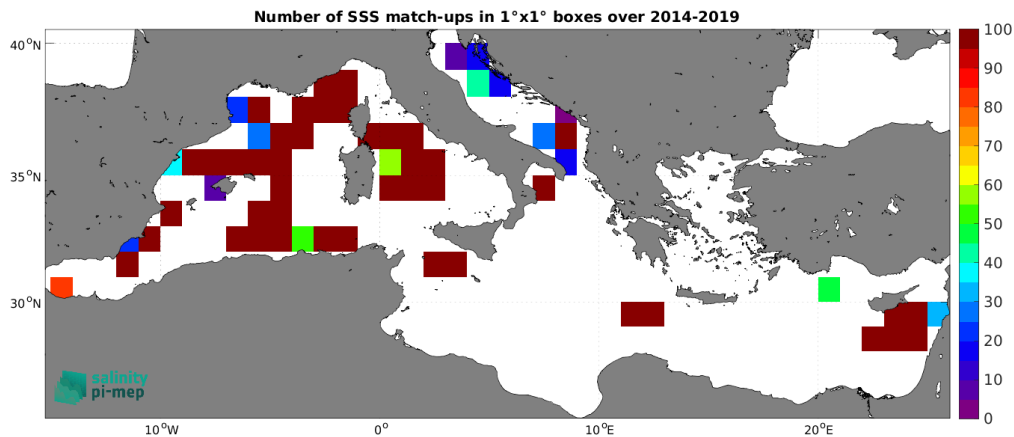 Number of SSS match-ups in 1°x1° boxes over 2014-2019
40°N
35°N
30°N
10°W
0°
10°E
20°E
100
90
80
70
60
50
40
30
20
10
0
salinity
pi-mep